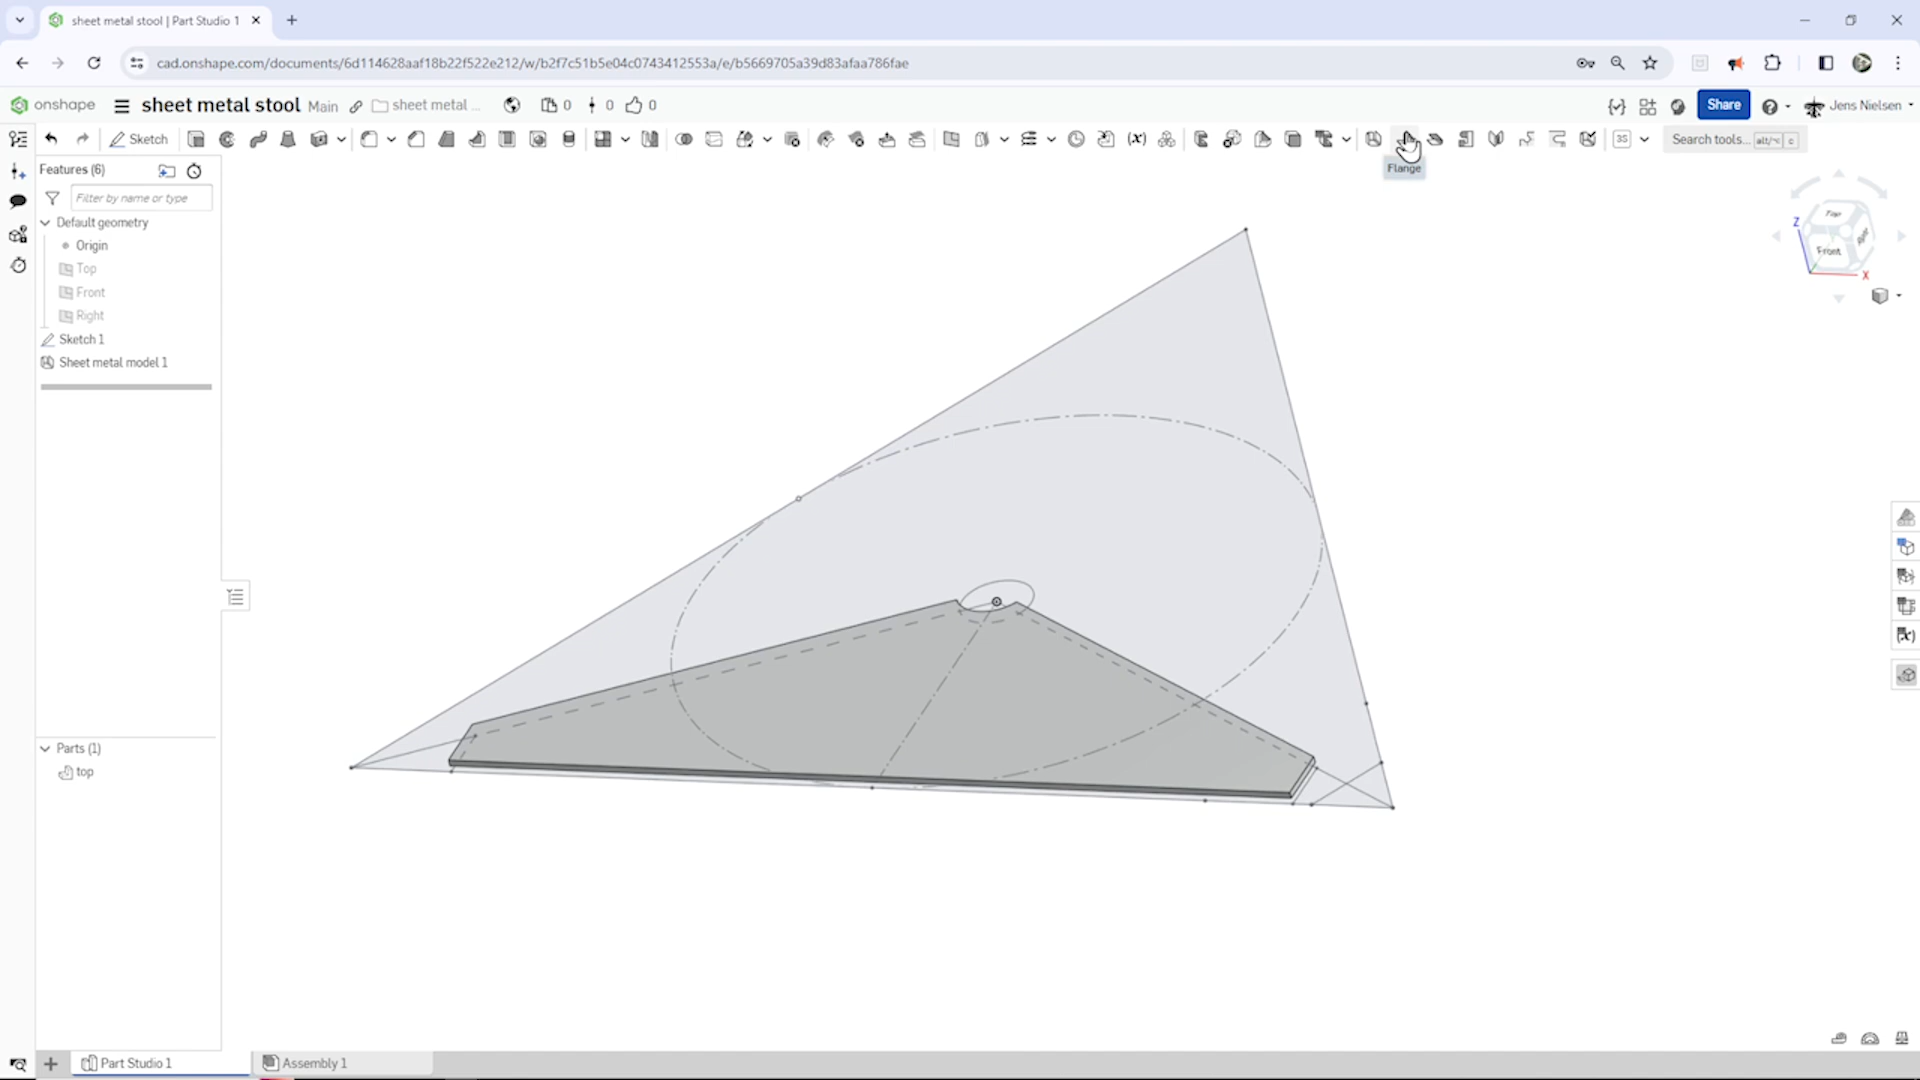 sheet metal stool | Part Studio 1
cad.onshape.com/documents/6d114628aaf18b22f522e212/w/b2f7c51b5e04c0743412553a/e/b5669705a39d83afaa786fae
onshape
sheet metal stool Main sheet metal ... 0 0 0
Share
Jens Nielsen
Sketch
Search tools... alt/⌥ c
Flange
Features (6)
Filter by name or type
Default geometry
Origin
Top
Front
Right
Sketch 1
Sheet metal model 1
Parts (1)
top
Top
Front
Right
Z
X
Part Studio 1
Assembly 1